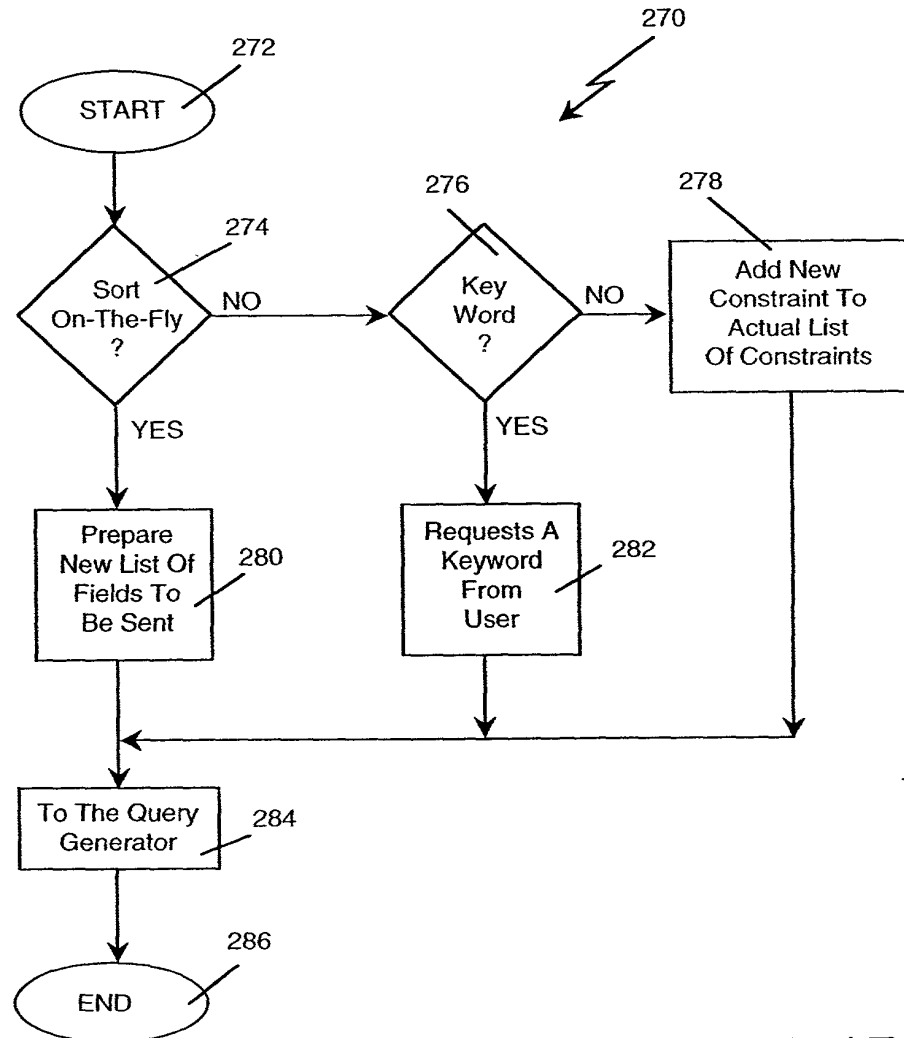 270
272
START
274
276
278
Sort
On-The-Fly
?
NO
Key
Word
?
NO
Add New
Constraint To
Actual List
Of Constraints
YES
YES
Prepare
New List Of
Fields To
Be Sent
280
Requests A
Keyword
From
User
282
To The Query
Generator
284
286
END